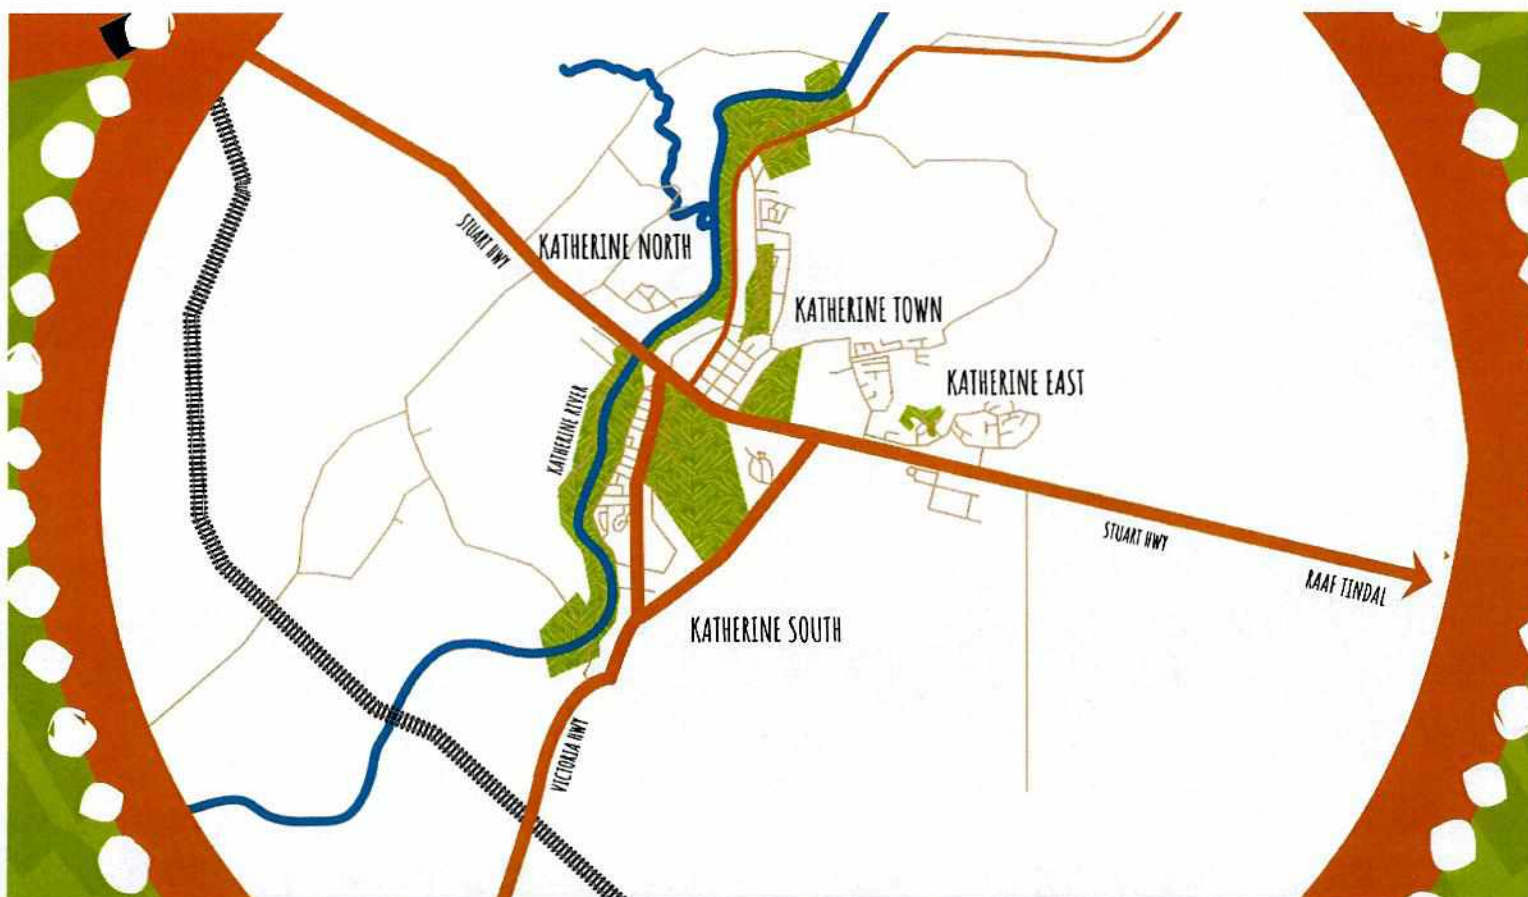 STUART HWY
KATHERINE NORTH
KATHERINE TOWN
KATHERINE EAST
KATHERINE RIVER
STUART HWY
RAAF TINDAL
KATHERINE SOUTH
VICTORIA HWY